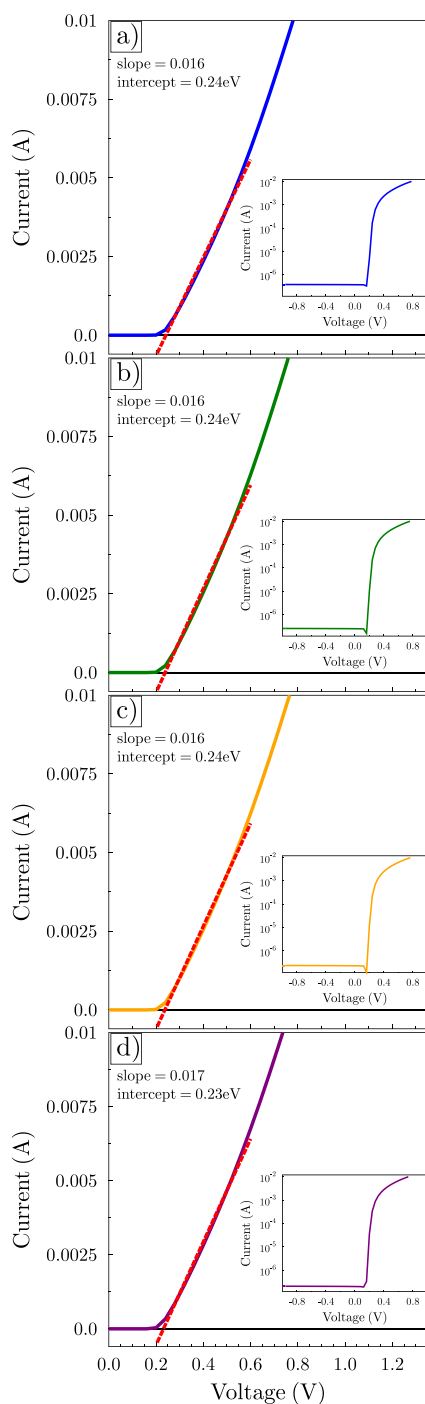 0.01
a)
slope = 0.016
intercept = 0.24eV
0.0075
Current (A)
0.005
0.0025
0.0
Current (A)
10⁻²
10⁻³
10⁻⁴
10⁻⁵
10⁻⁶
-0.8 -0.4 0.0 0.4 0.8
Voltage (V)
0.01
b)
slope = 0.016
intercept = 0.24eV
0.0075
Current (A)
0.005
0.0025
0.0
Current (A)
10⁻²
10⁻³
10⁻⁴
10⁻⁵
10⁻⁶
-0.8 -0.4 0.0 0.4 0.8
Voltage (V)
0.01
c)
slope = 0.016
intercept = 0.24eV
0.0075
Current (A)
0.005
0.0025
0.0
Current (A)
10⁻²
10⁻³
10⁻⁴
10⁻⁵
10⁻⁶
-0.8 -0.4 0.0 0.4 0.8
Voltage (V)
0.01
d)
slope = 0.017
intercept = 0.23eV
0.0075
Current (A)
0.005
0.0025
0.0
Current (A)
10⁻²
10⁻³
10⁻⁴
10⁻⁵
10⁻⁶
-0.8 -0.4 0.0 0.4 0.8
Voltage (V)
0.0 0.2 0.4 0.6 0.8 1.0 1.2
Voltage (V)